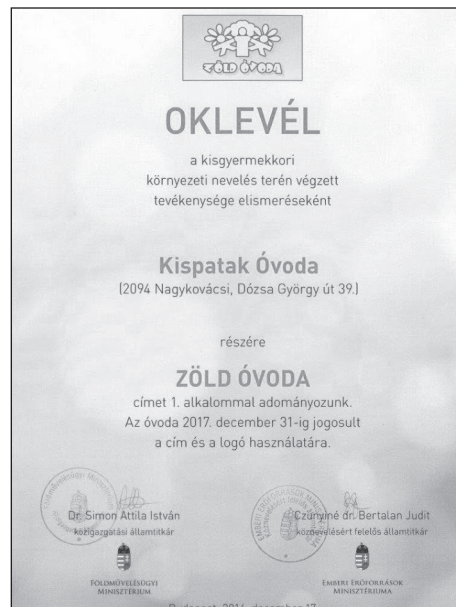 ZÖLD ÓVODA
OKLEVÉL
a kisgyermekkori
környezeti nevelés terén végzett
tevékenysége elismeréseként
Kispatak Óvoda
(2094 Nagykovácsi, Dózsa György út 39.)
részére
ZÖLD ÓVODA
címet 1. alkalommal adományozunk.
Az óvoda 2017. december 31-ig jogosult
a cím és a logó használatára.
Dr. Simon Attila István
közigazgatási államtitkár
Czunyiné dr. Bertalan Judit
köznevelésért felelős államtitkár
FÖLDMŰVELÉSÜGYI
MINISZTÉRIUM
EMBERI ERŐFORRÁSOK
MINISZTÉRIUMA